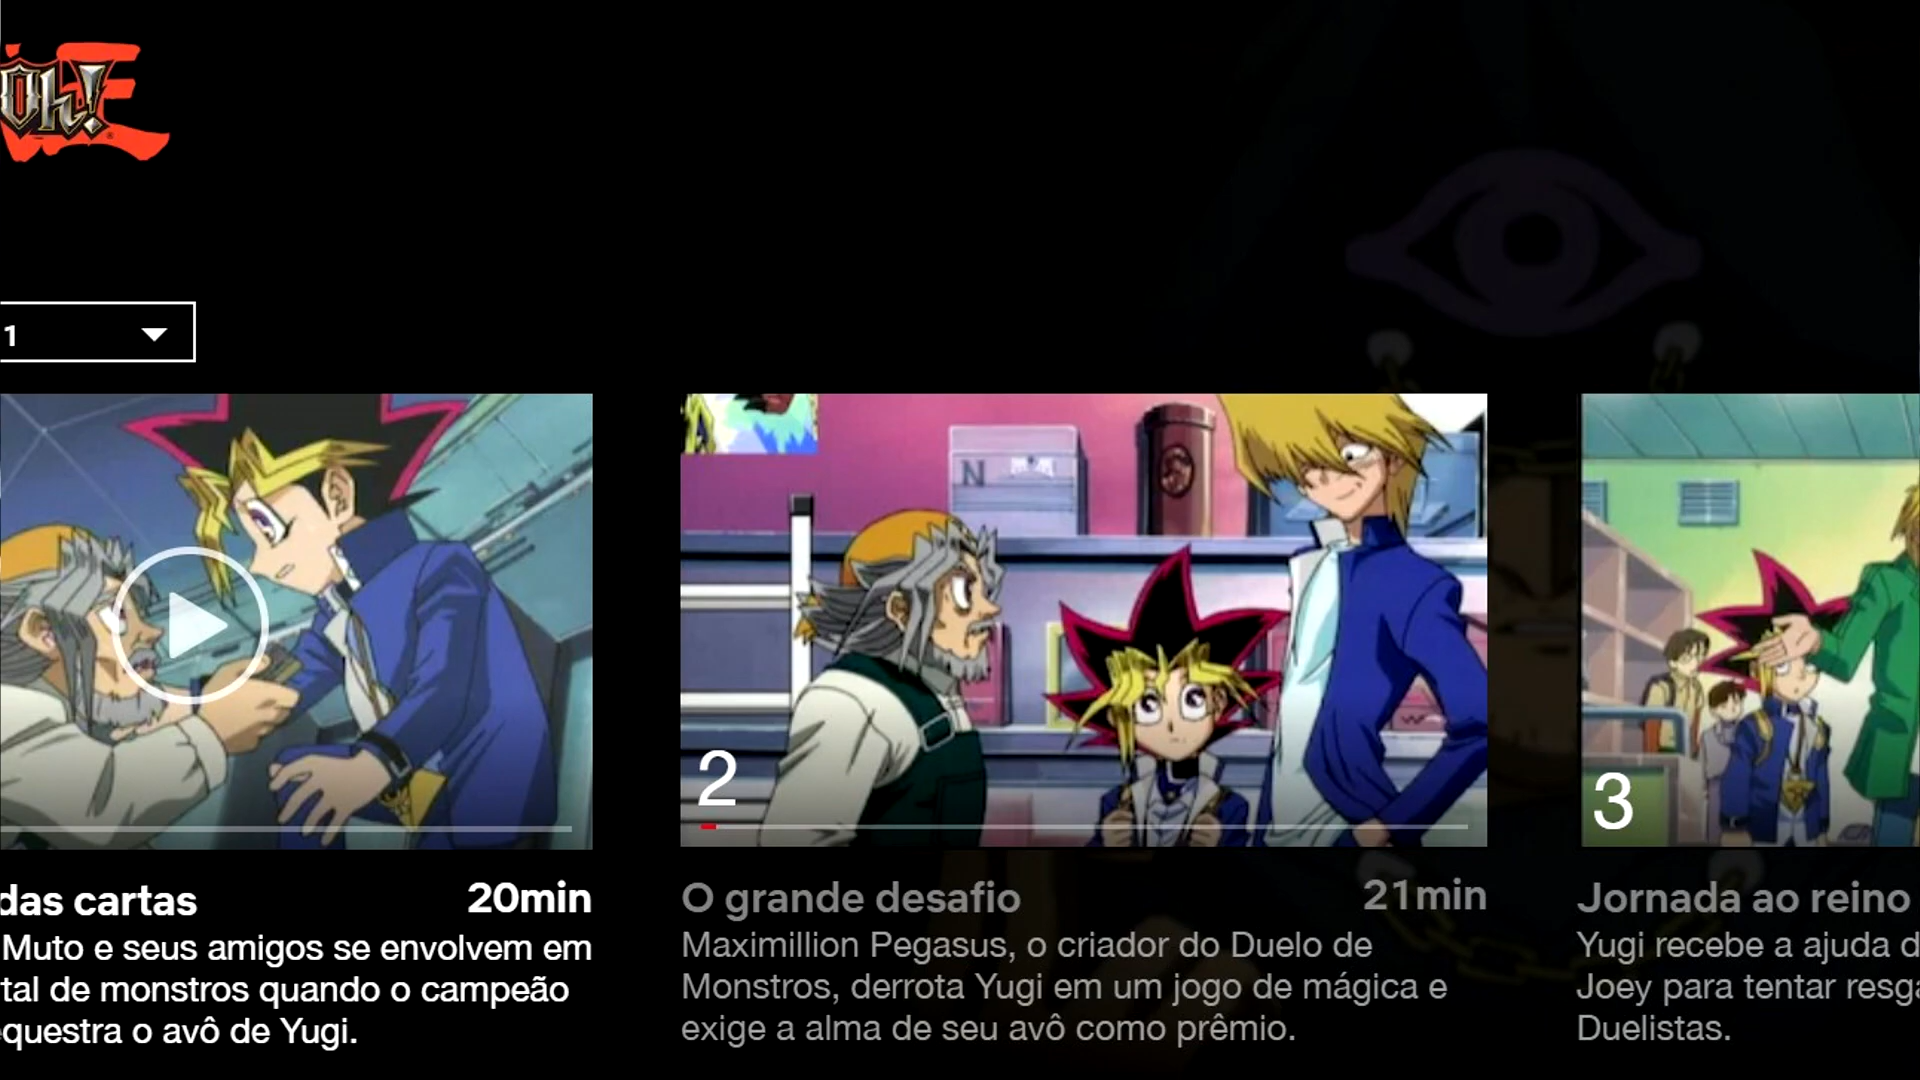 Oh!
1
N
2
3
das cartas
20min
Muto e seus amigos se envolvem em
tal de monstros quando o campeão
equestra o avô de Yugi.
O grande desafio
21min
Maximillion Pegasus, o criador do Duelo de
Monstros, derrota Yugi em um jogo de mágica e
exige a alma de seu avô como prêmio.
Jornada ao reino
Yugi recebe a ajuda d
Joey para tentar resga
Duelistas.